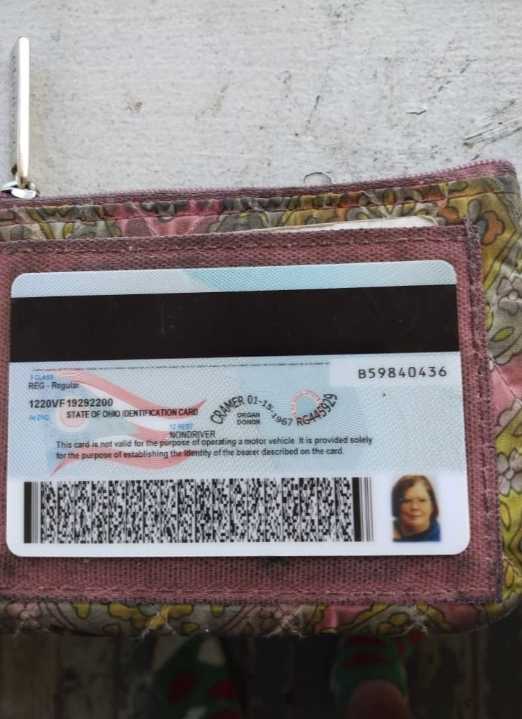 9 CLASS
REG - Regular
B59840436
1220VF19292200
STATE OF OHIO IDENTIFICATION CARD
CRAMER 01-15-1967 RG443929
ORGAN
DONOR
12 REST
NONDRIVER
This card is not valid for the purpose of operating a motor vehicle. It is provided solely
for the purpose of establishing the identity of the bearer described on the card.